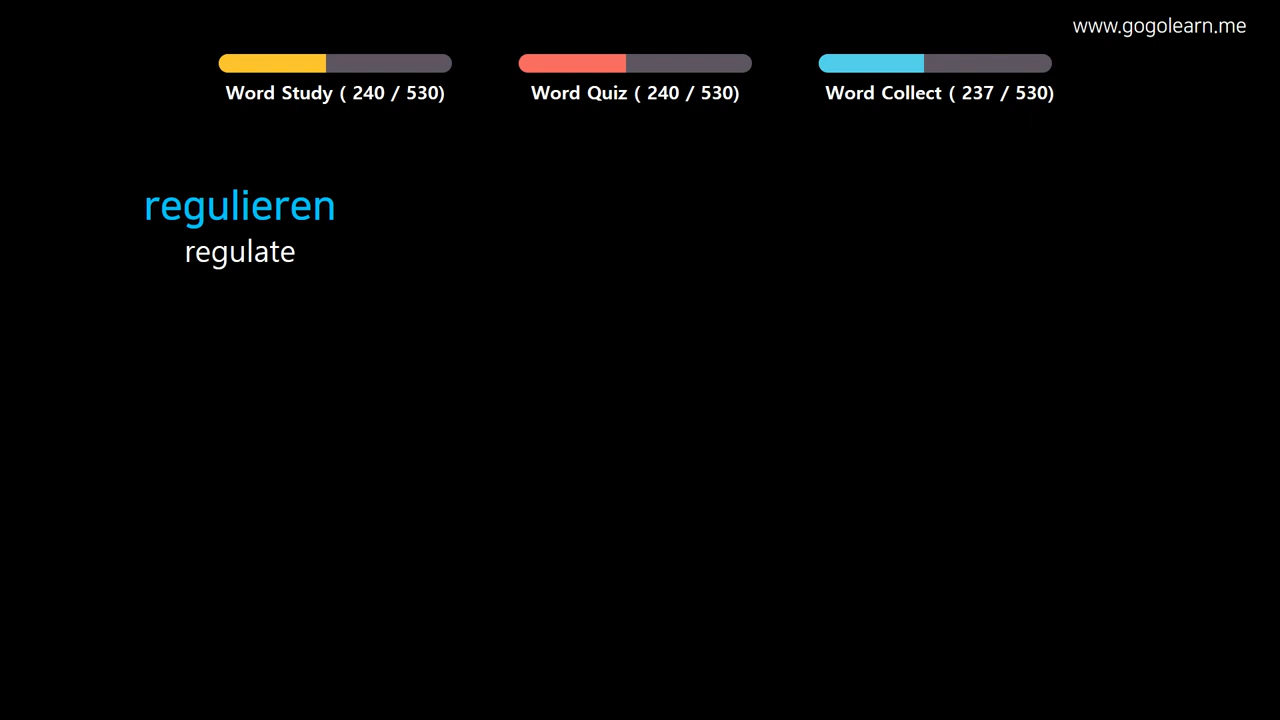 www.gogolearn.me
Word Study ( 240 / 530)
Word Quiz ( 240 / 530)
Word Collect ( 237 / 530)
regulieren
regulate